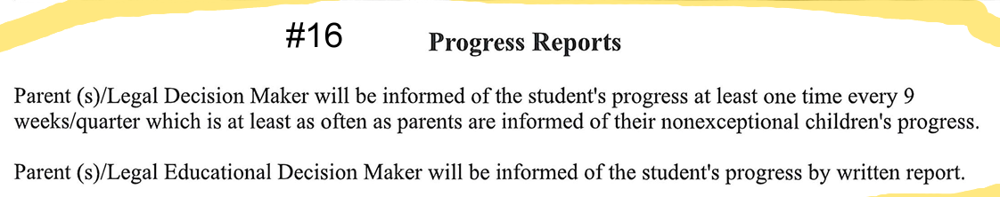 #16
Progress Reports
Parent (s)/Legal Decision Maker will be informed of the student's progress at least one time every 9
weeks/quarter which is at least as often as parents are informed of their nonexceptional children's progress.
Parent (s)/Legal Educational Decision Maker will be informed of the student's progress by written report.